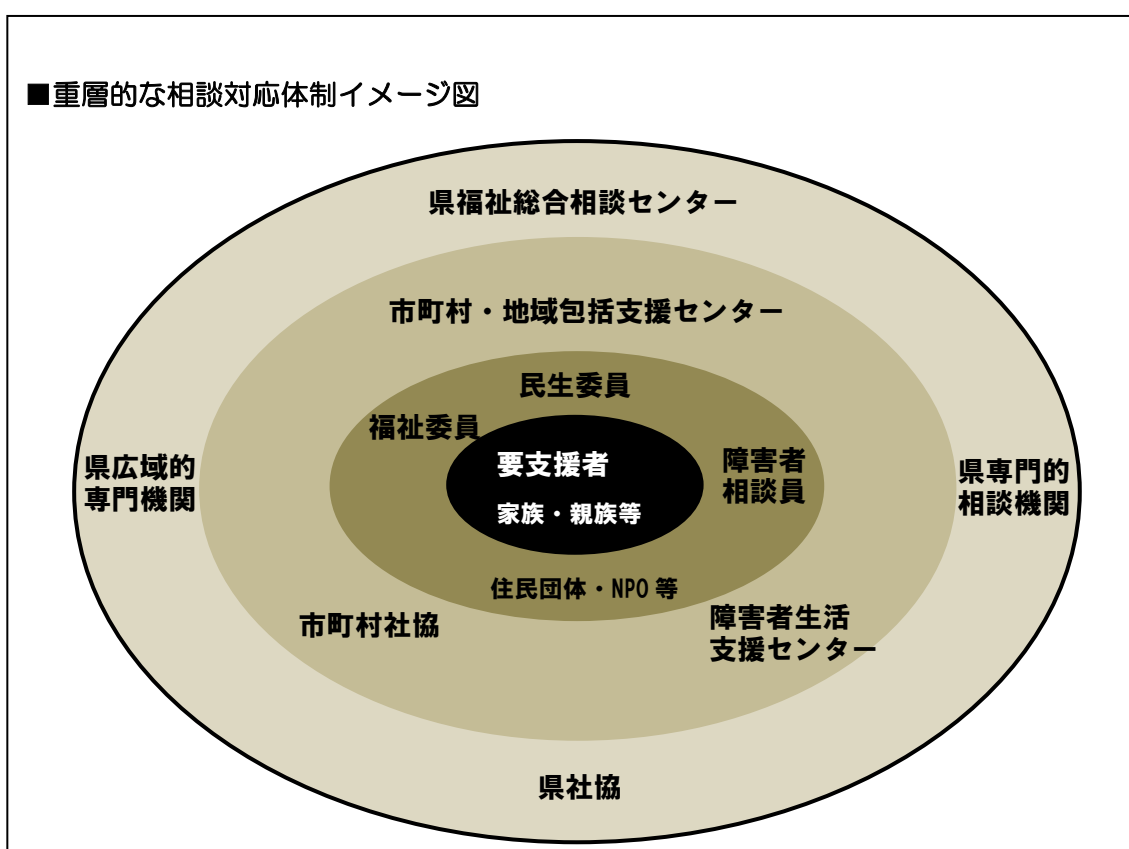 ■重層的な相談対応体制イメージ図
県福祉総合相談センター
市町村・地域包括支援センター
民生委員
福祉委員
要支援者
家族・親族等
障害者
相談員
県広域的
専門機関
県専門的
相談機関
住民団体・NPO 等
市町村社協
障害者生活
支援センター
県社協